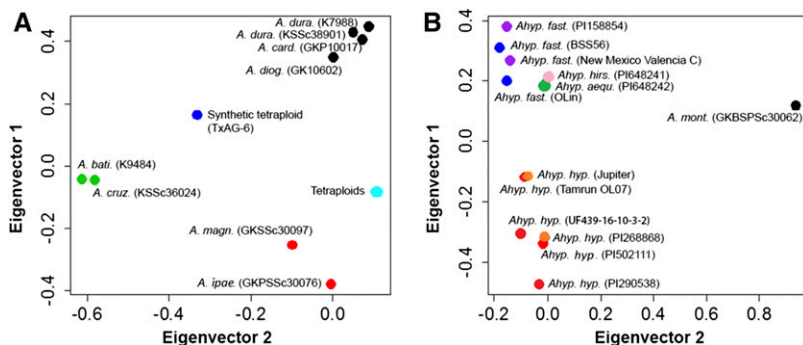 A
A. dura. (K7988)
A. dura. (KSSc38901)
A. card. (GKP10017)
A. diog. (GK10602)
Synthetic tetraploid
(TxAG-6)
A. bati. (K9484)
A. cruz. (KSSc36024)
Tetraploids
A. magn. (GKSSc30097)
A. ipae. (GKPSSc30076)
Eigenvector 1
0.4
0.2
0.0
-0.2
-0.4
-0.6 -0.4 -0.2 0.0
Eigenvector 2
B
Ahyp. fast. (PI158854)
Ahyp. fast. (BSS56)
Ahyp. fast. (New Mexico Valencia C)
Ahyp. hirs. (PI648241)
Ahyp. aequ. (PI648242)
Ahyp. fast. (OLin)
A. mont. (GKBSPSc30062)
Ahyp. hyp. (Jupiter)
Ahyp. hyp. (Tamrun OL07)
Ahyp. hyp. (UF439-16-10-3-2)
Ahyp. hyp. (PI268868)
Ahyp. hyp. (PI502111)
Ahyp. hyp. (PI290538)
Eigenvector 1
0.4
0.2
0.0
-0.2
-0.4
-0.2 0.0 0.2 0.4 0.6 0.8
Eigenvector 2